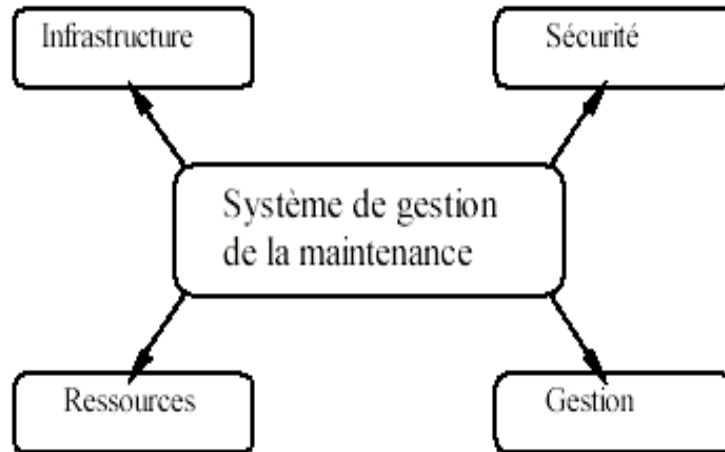 Infrastructure
Sécurité
Système de gestion
de la maintenance
Ressources
Gestion